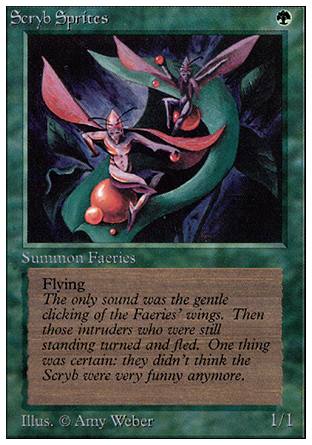 Scryb Sprites
Summon Faeries
Flying
The only sound was the gentle
clicking of the Faeries' wings. Then
those intruders who were still
standing turned and fled. One thing
was certain: they didn't think the
Scryb were very funny anymore.
Illus. © Amy Weber
1/1